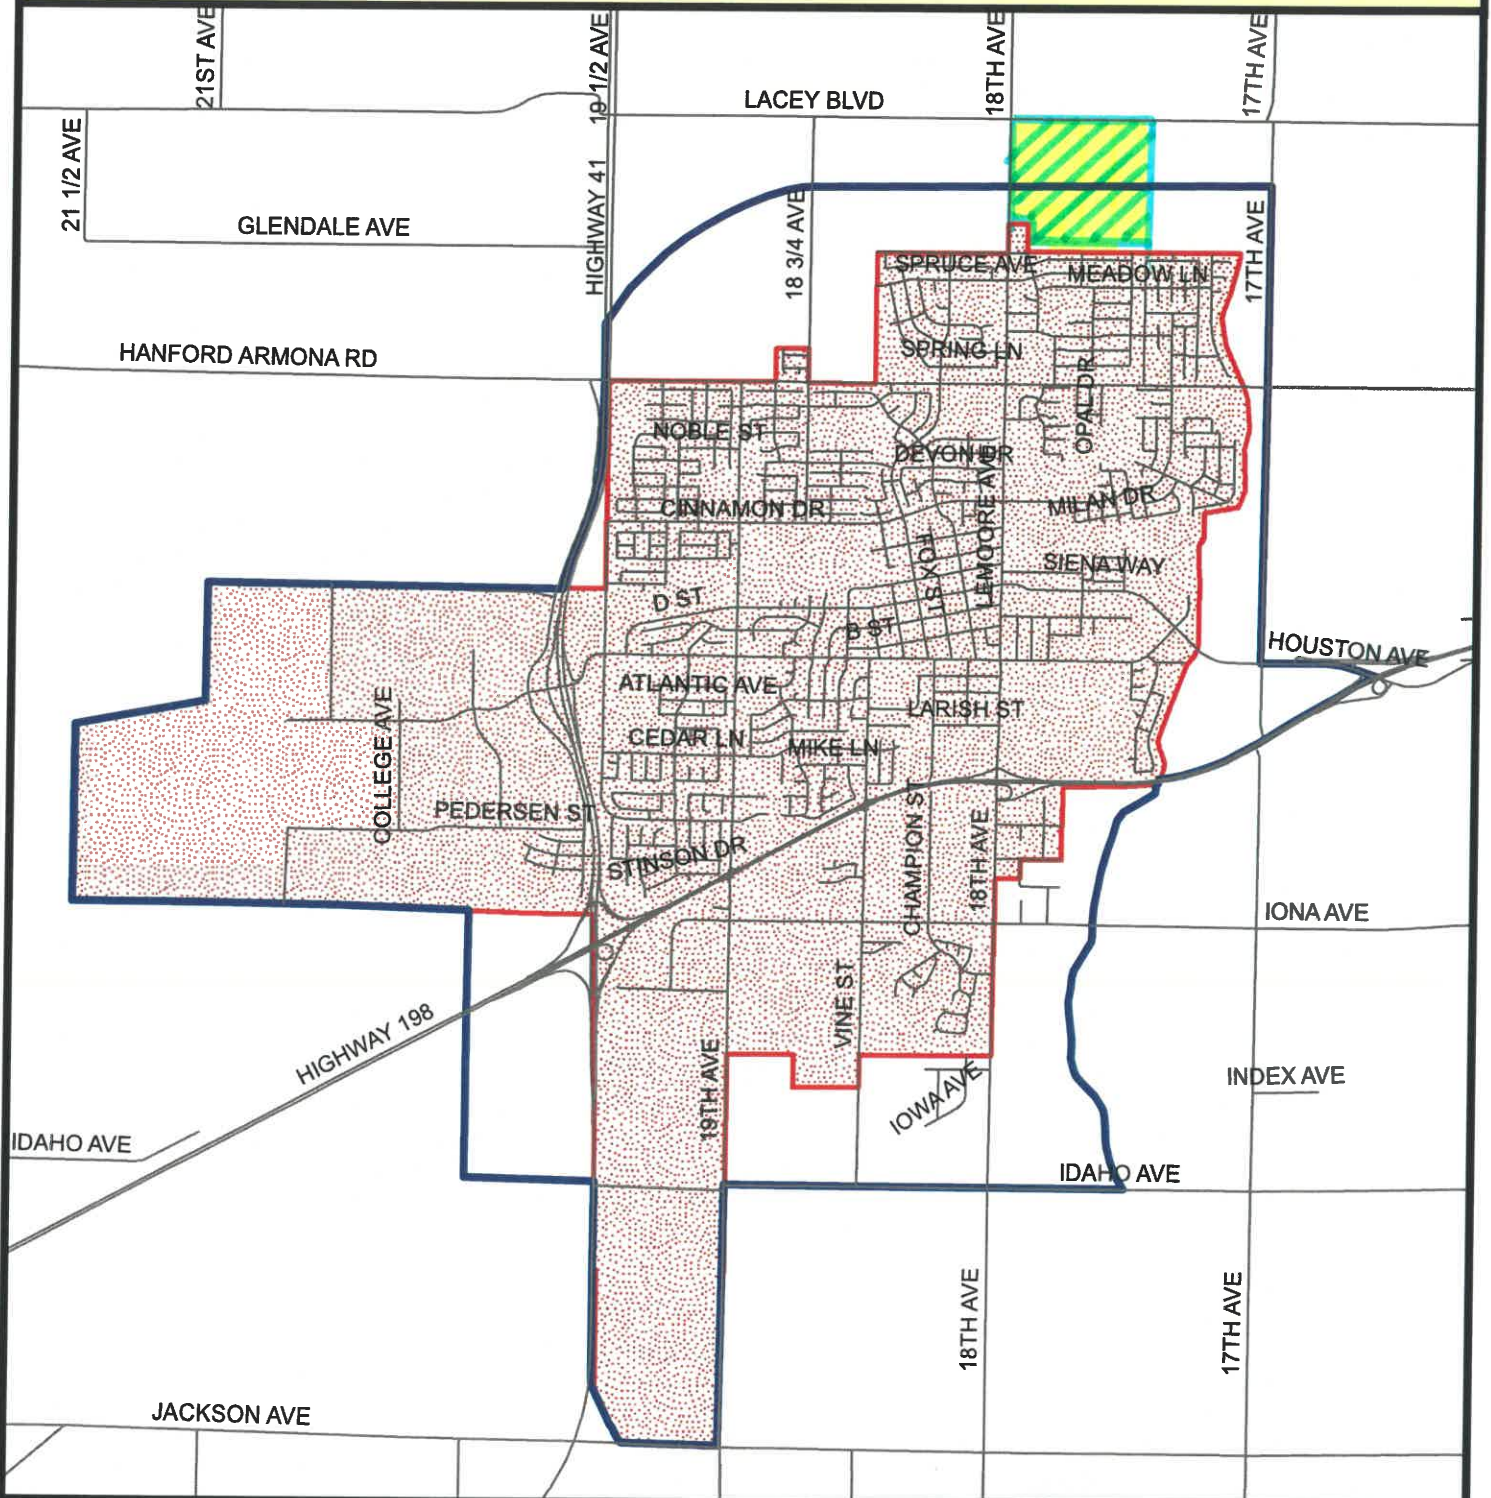 21ST AVE
19 1/2 AVE
18TH AVE
17TH AVE
LACEY BLVD
21 1/2 AVE
HIGHWAY 41
18 3/4 AVE
17TH AVE
GLENDALE AVE
SPRUCE AVE
MEADOW LN
HANFORD ARMONA RD
SPRING LN
OPAL DR
NOBLE ST
DEVON DR
CINNAMON DR
LEMOORE AVE
MILAN DR
FOX ST
SIENA WAY
D ST
B ST
HOUSTON AVE
ATLANTIC AVE
COLLEGE AVE
LARISH ST
CEDAR LN
MIKE LN
PEDERSEN ST
CHAMPION ST
18TH AVE
STINSON DR
IONA AVE
VINE ST
HIGHWAY 198
19TH AVE
IOWA AVE
INDEX AVE
IDAHO AVE
IDAHO AVE
18TH AVE
17TH AVE
JACKSON AVE